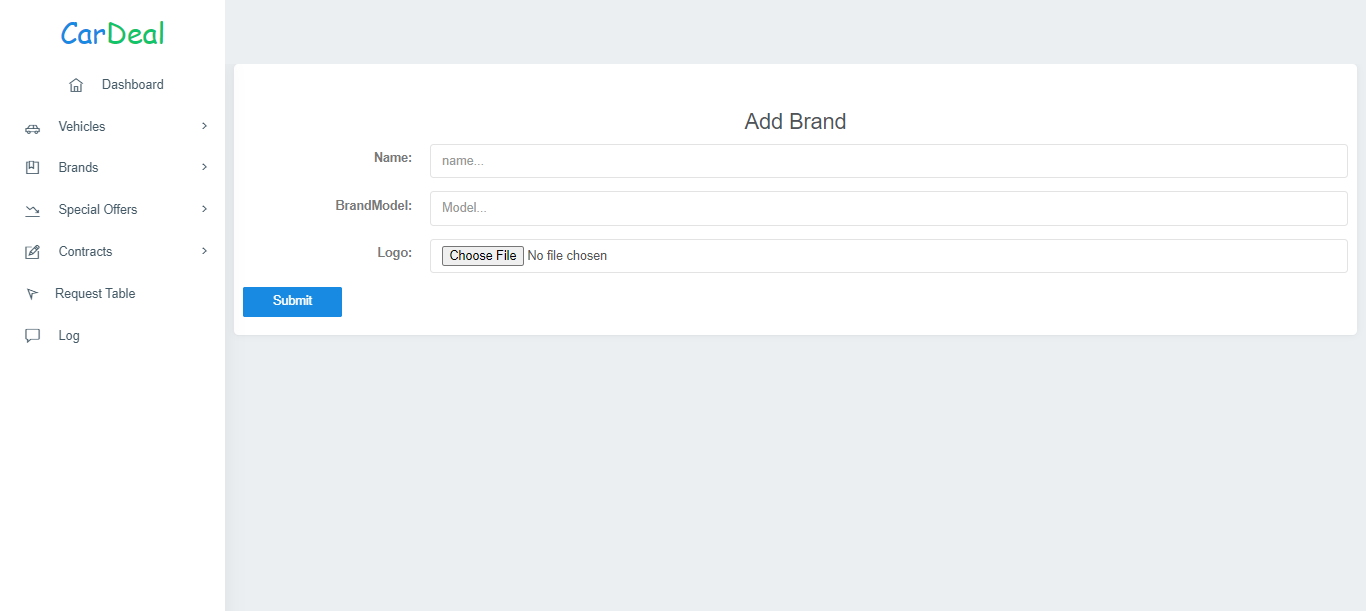 CarDeal
Dashboard
Vehicles
Brands
Special Offers
Contracts
Request Table
Log
Add Brand
Name: name...
BrandModel: Model...
Logo: Choose File No file chosen
Submit